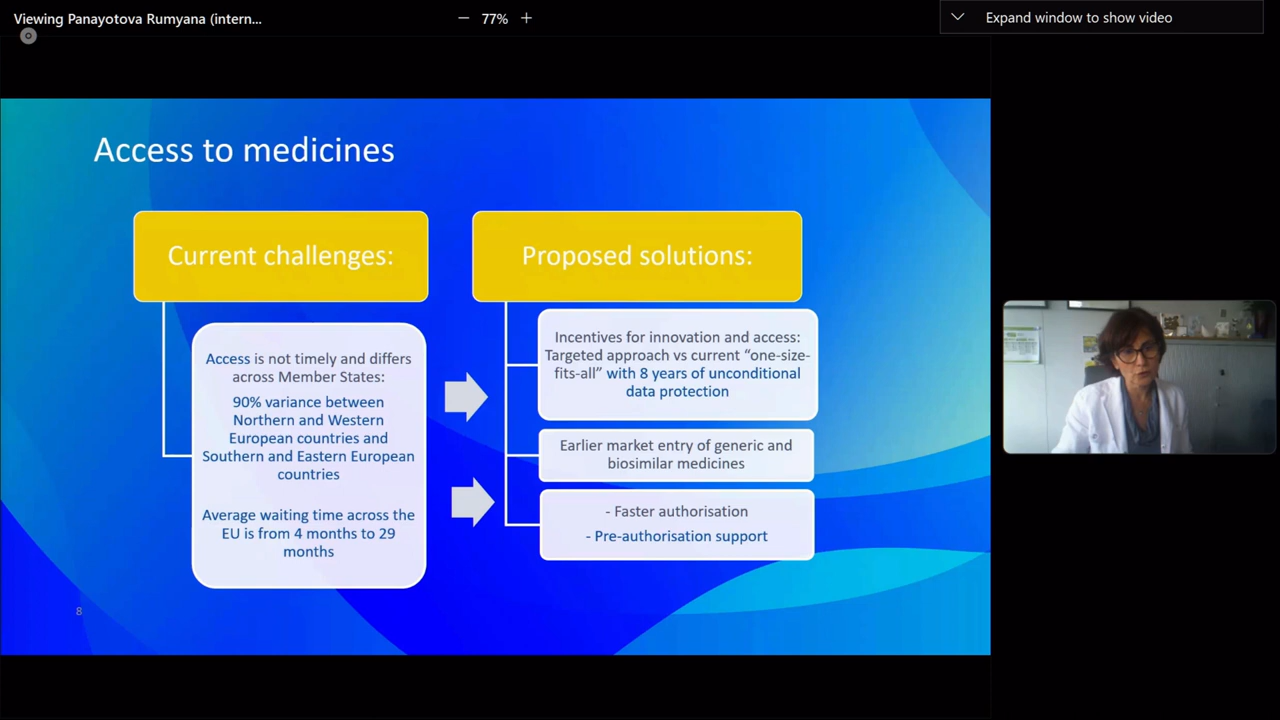 Viewing Panayotova Rumyana (intern...
77%
Expand window to show video
Access to medicines
Current challenges:
Access is not timely and differs
across Member States:
90% variance between
Northern and Western
European countries and
Southern and Eastern European
countries
Average waiting time across the
EU is from 4 months to 29
months
Proposed solutions:
Incentives for innovation and access:
Targeted approach vs current “one-size-
fits-all” with 8 years of unconditional
data protection
Earlier market entry of generic and
biosimilar medicines
- Faster authorisation
- Pre-authorisation support
8